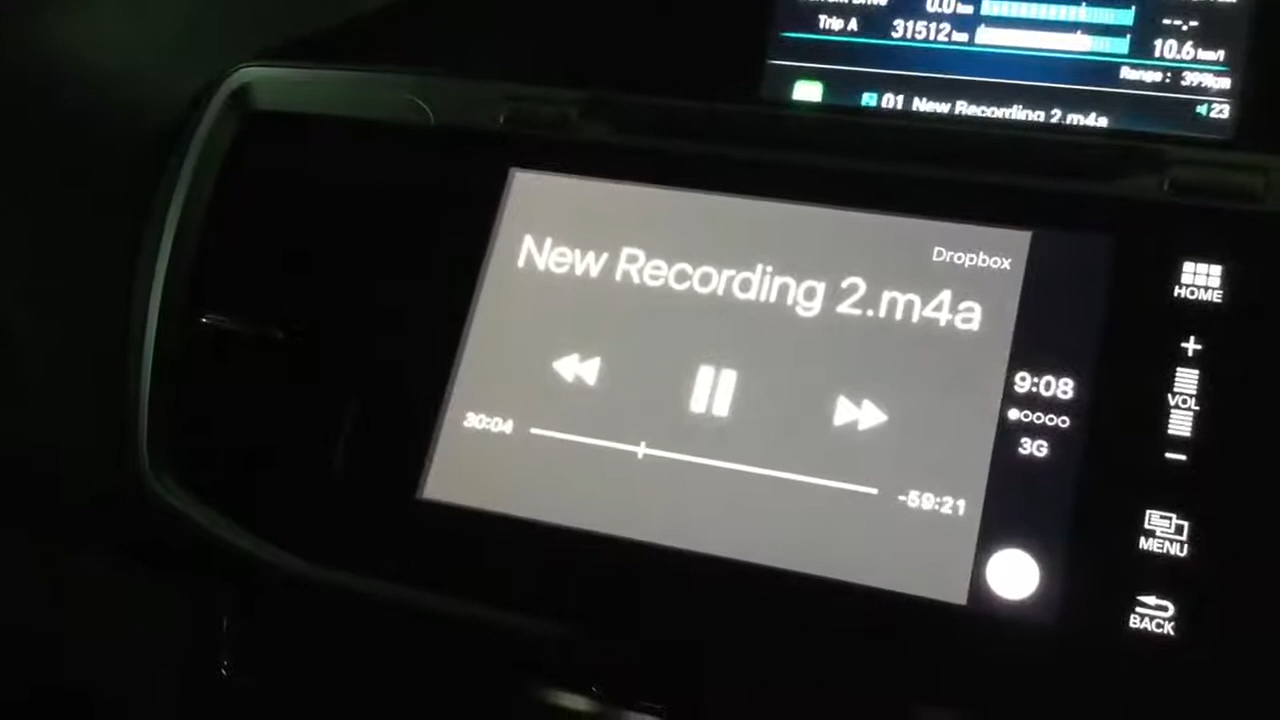 Drive
0.0 km
--.-
Trip A
31512 km
10.6 km/l
Range : 399km
01 New Recording 2.m4a
23
Dropbox
New Recording 2.m4a
30:04
-59:21
9:08
3G
HOME
+
VOL
−
MENU
BACK